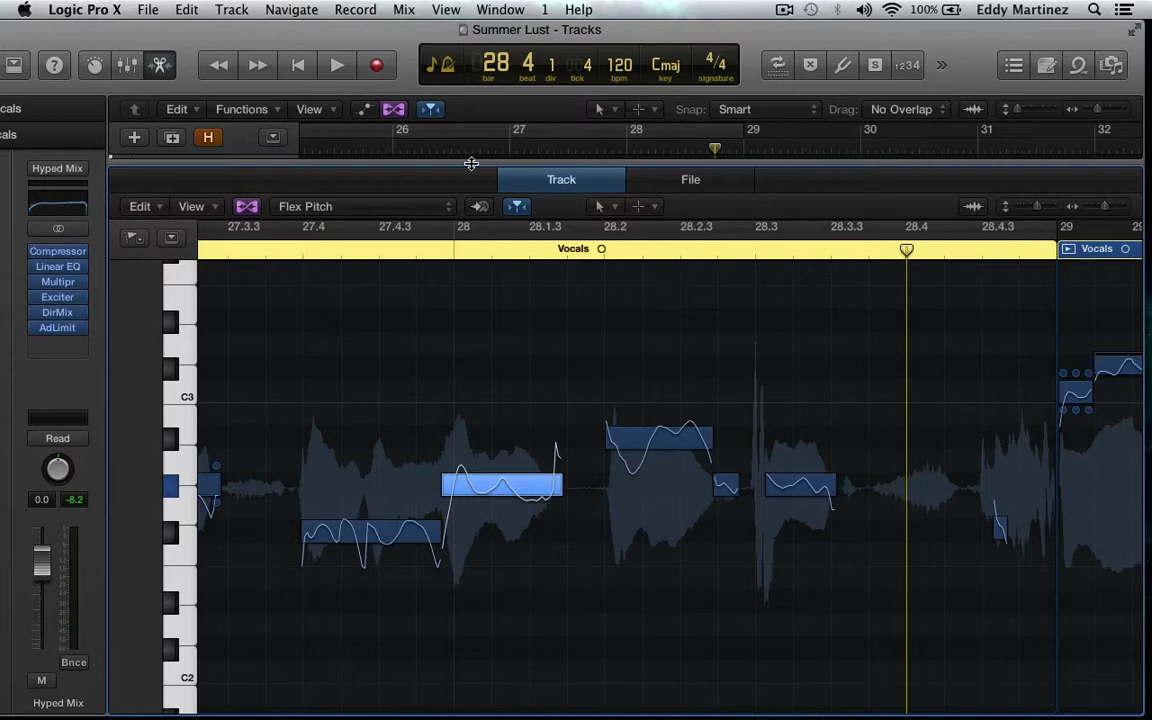 Logic Pro X File Edit Track Navigate Record Mix View Window 1 Help 100% Eddy Martinez
Summer Lust - Tracks
28 4 1 4 120 Cmaj 4/4 1234
bar beat div tick bpm key signature
cals Edit Functions View Snap: Smart Drag: No Overlap
cals H 26 27 28 29 30 31 32
Hyped Mix Track File
Edit View Flex Pitch
27.3.3 27.4 27.4.3 28 28.1.3 28.2 28.2.3 28.3 28.3.3 28.4 28.4.3 29 29
Vocals Vocals
Compressor
Linear EQ
Multipr
Exciter
DirMix
AdLimit
C3
Read
0.0 -8.2
Bnce
M
C2
Hyped Mix